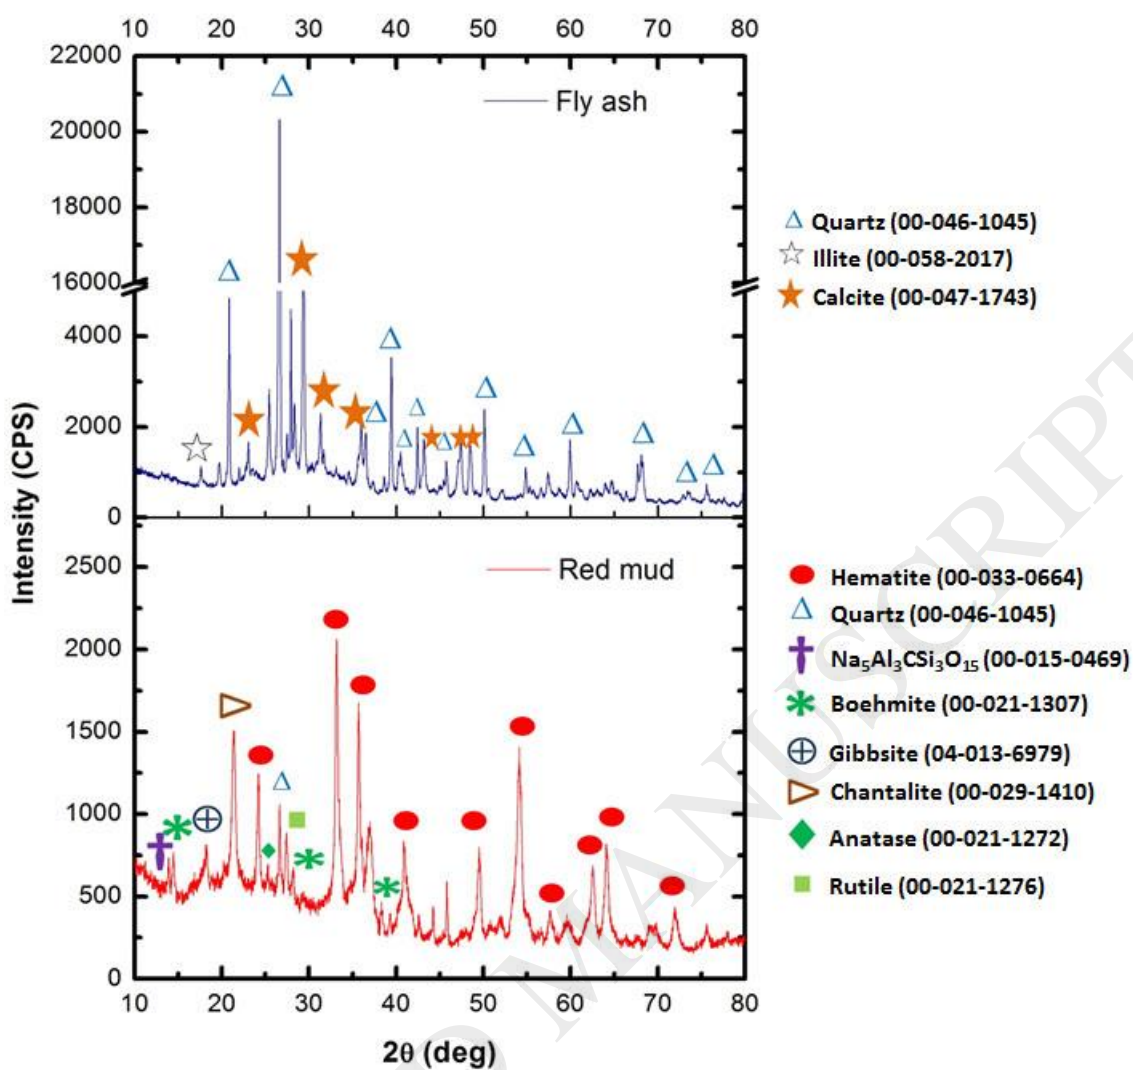 10 20 30 40 50 60 70 80
22000
20000
18000
16000
4000
2000
0
Fly ash
Quartz (00-046-1045)
Illite (00-058-2017)
Calcite (00-047-1743)
Intensity (CPS)
2500
2000
1500
1000
500
0
Red mud
Hematite (00-033-0664)
Quartz (00-046-1045)
Na₅Al₃CSi₃O₁₅ (00-015-0469)
Boehmite (00-021-1307)
Gibbsite (04-013-6979)
Chantalite (00-029-1410)
Anatase (00-021-1272)
Rutile (00-021-1276)
10 20 30 40 50 60 70 80
2θ (deg)
D MANUSCRIPT